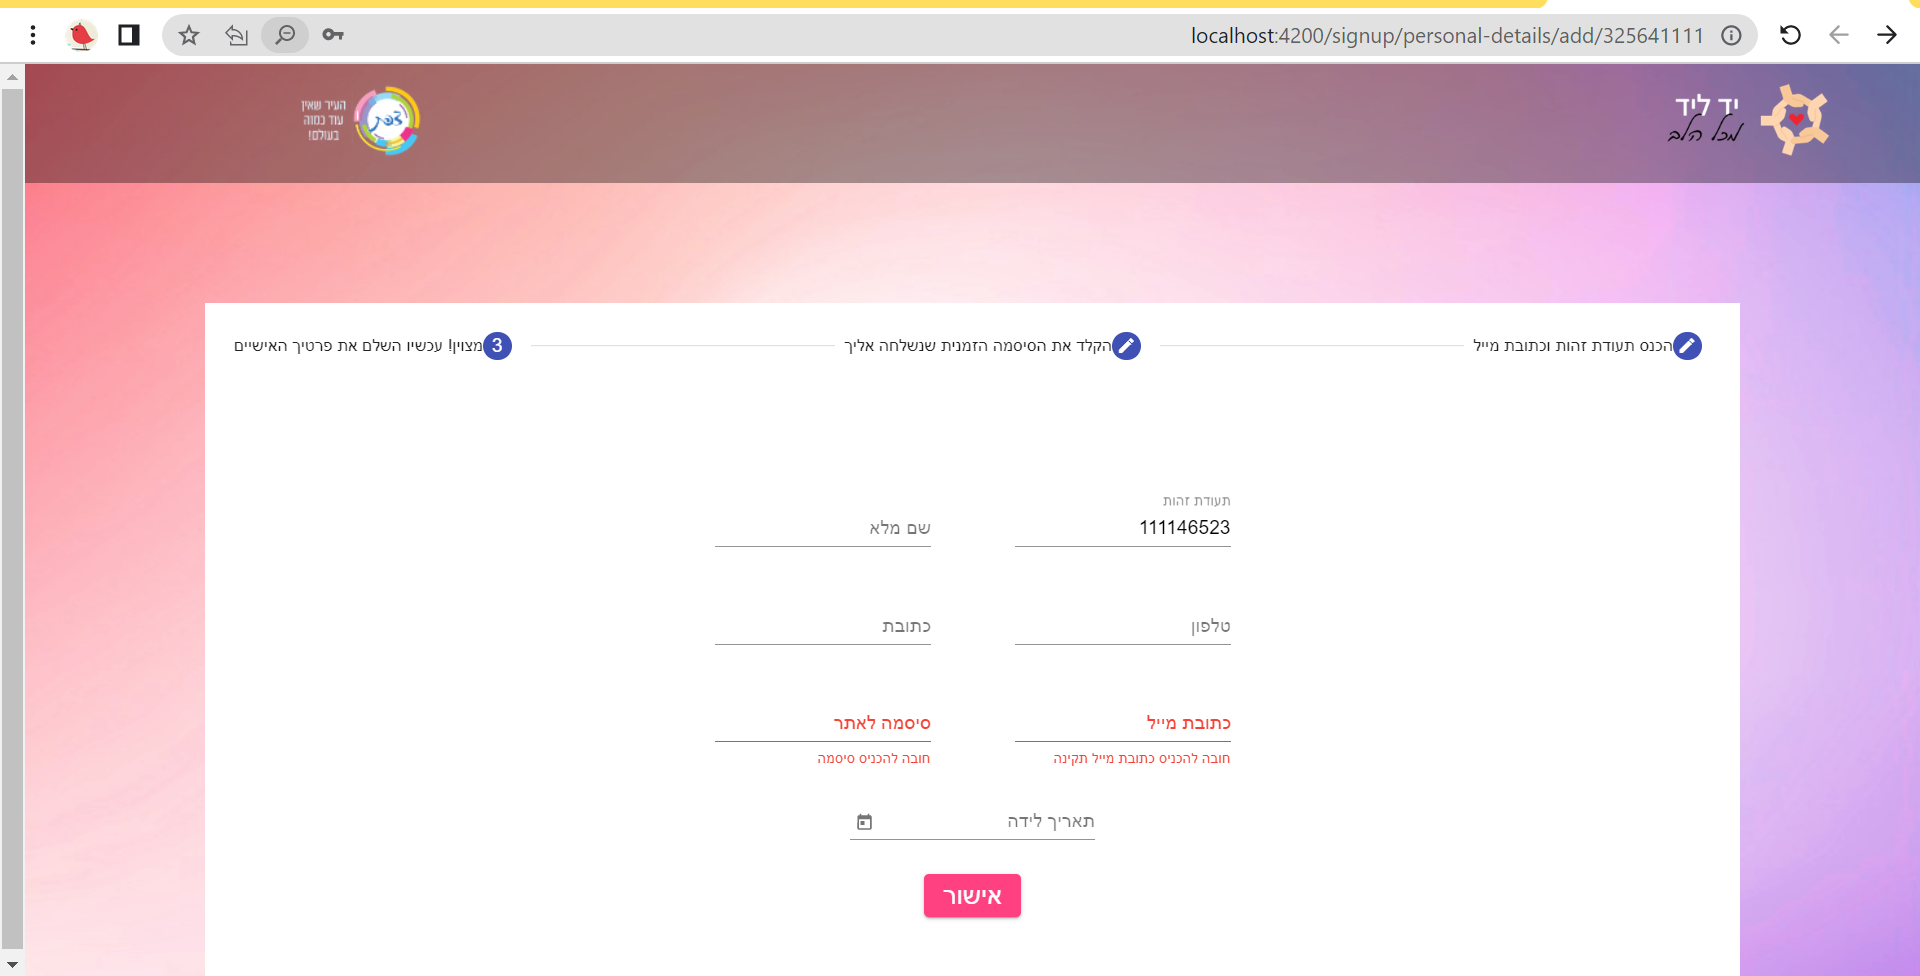 localhost:4200/signup/personal-details/add/325641111
יד ליד
מכל הלב
צפת
העיר שאין
עוד כמוה
בעולם!
הכנס תעודת זהות וכתובת מייל
הקלד את הסיסמה הזמנית שנשלחה אליך
3 מצוין! עכשיו השלם את פרטיך האישיים
תעודת זהות
111146523
שם מלא
טלפון
כתובת
כתובת מייל
סיסמה לאתר
חובה להכניס כתובת מייל תקינה
חובה להכניס סיסמה
תאריך לידה
אישור